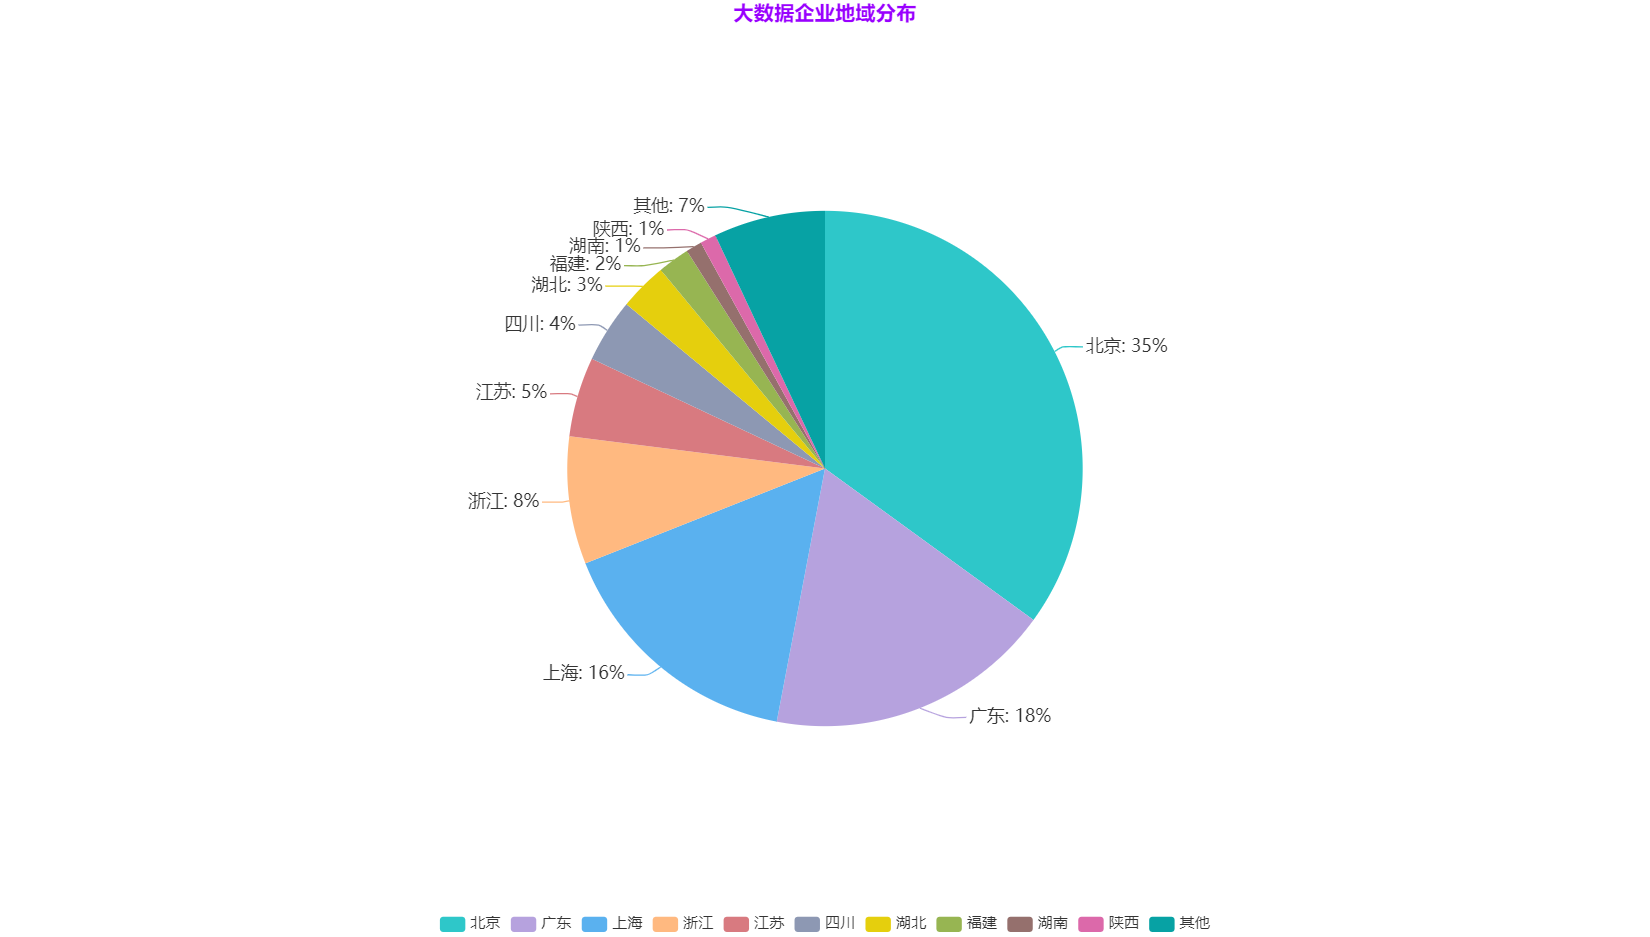 大数据企业地域分布
其他: 7%
陕西: 1%
湖南: 1%
福建: 2%
湖北: 3%
四川: 4%
北京: 35%
江苏: 5%
浙江: 8%
上海: 16%
广东: 18%
北京 广东 上海 浙江 江苏 四川 湖北 福建 湖南 陕西 其他